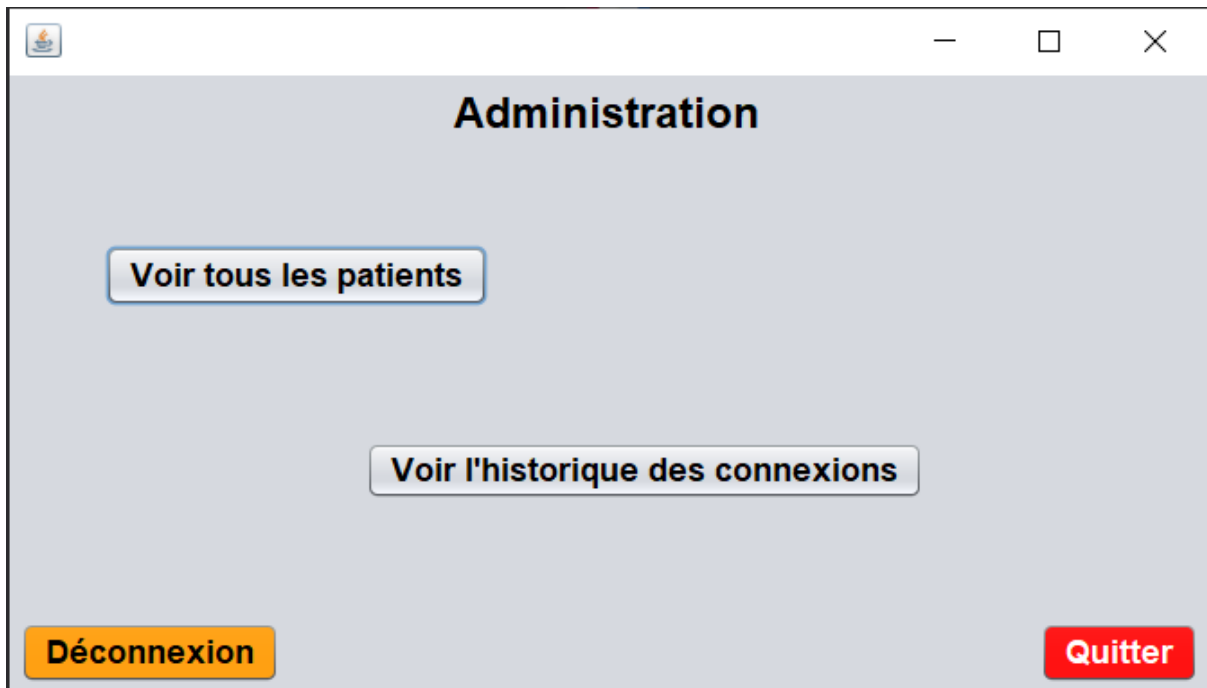 Administration
Voir tous les patients
Voir l'historique des connexions
Déconnexion
Quitter